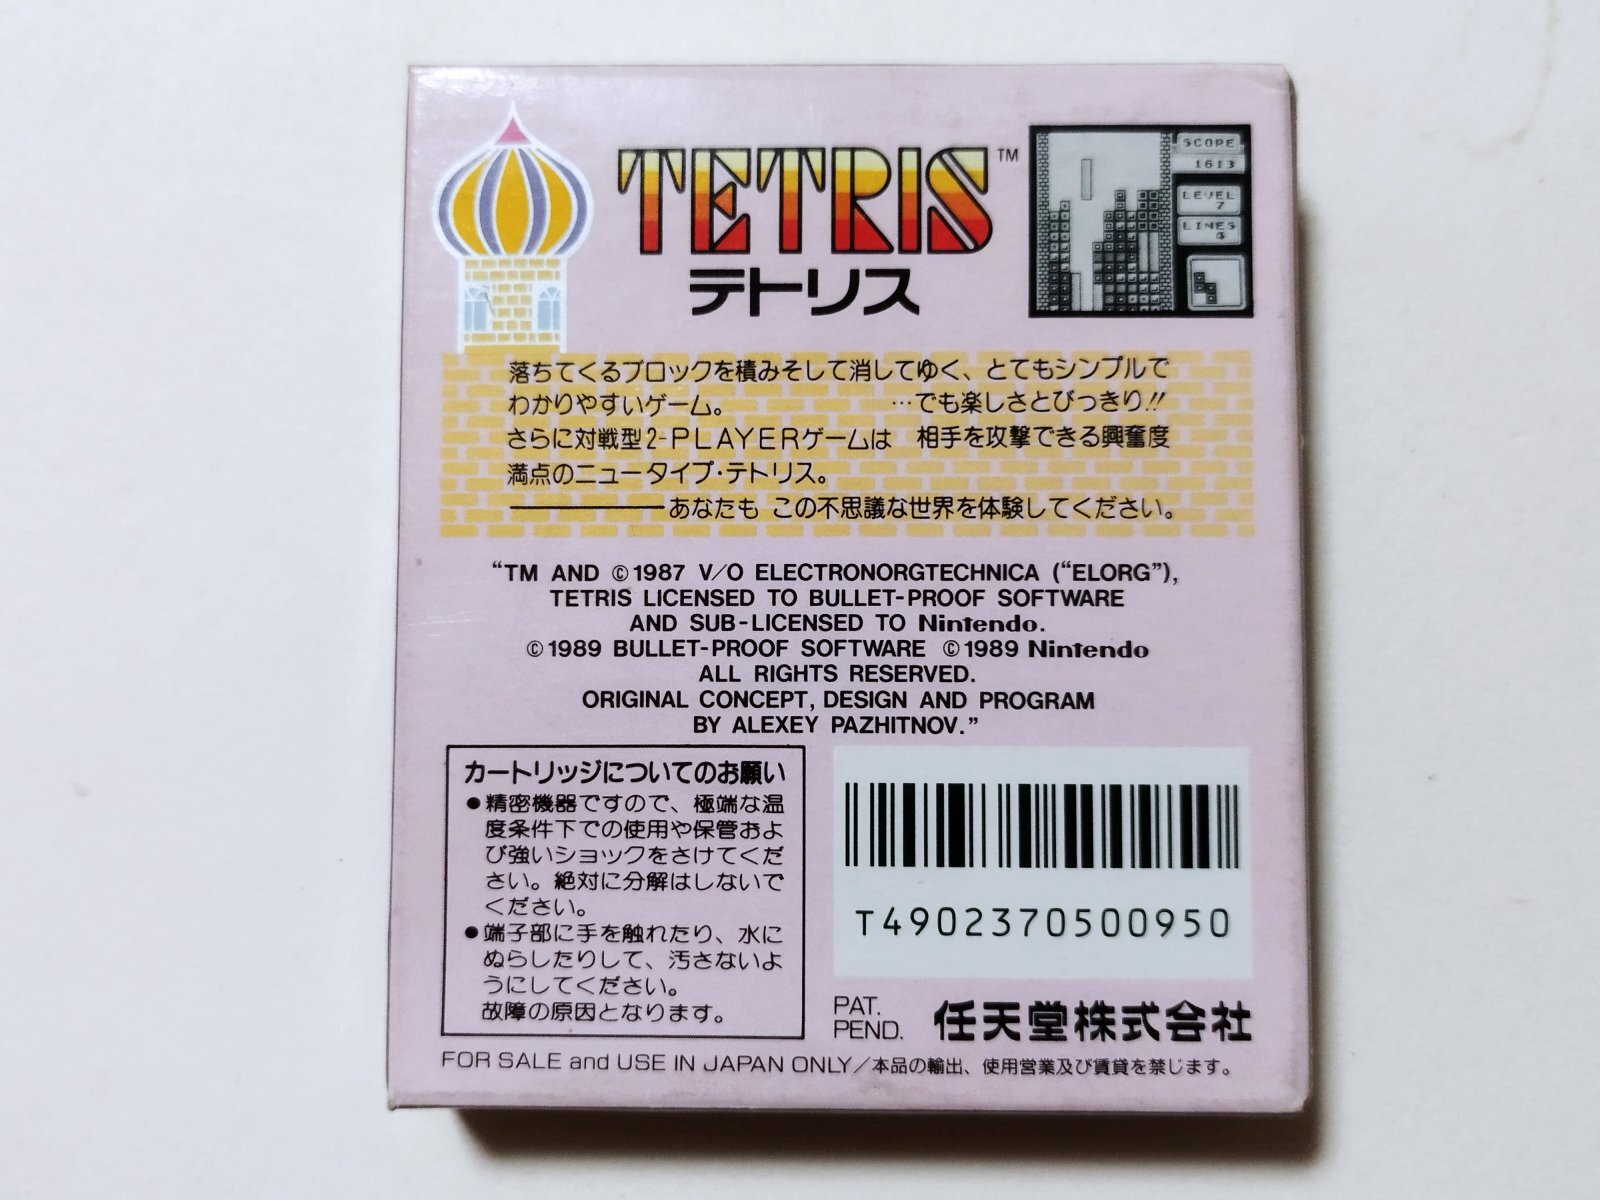 TETRIS™
テトリス
SCORE
1613
LEVEL
7
LINES
4
落ちてくるブロックを積みそして消してゆく、とてもシンプルで
わかりやすいゲーム。 …でも楽しさとびっきり!!
さらに対戦型2-PLAYERゲームは 相手を攻撃できる興奮度
満点のニュータイプ・テトリス。
――――あなたも この不思議な世界を体験してください。
“TM AND ©1987 V/O ELECTRONORGTECHNICA (“ELORG”),
TETRIS LICENSED TO BULLET-PROOF SOFTWARE
AND SUB-LICENSED TO Nintendo.
©1989 BULLET-PROOF SOFTWARE ©1989 Nintendo
ALL RIGHTS RESERVED.
ORIGINAL CONCEPT, DESIGN AND PROGRAM
BY ALEXEY PAZHITNOV.”
カートリッジについてのお願い
●精密機器ですので、極端な温
度条件下での使用や保管およ
び強いショックをさけてくだ
さい。絶対に分解はしないで
ください。
●端子部に手を触れたり、水に
ぬらしたりして、汚さないよ
うにしてください。
故障の原因となります。
T4902370500950
PAT.
PEND.
任天堂株式会社
FOR SALE and USE IN JAPAN ONLY/本品の輸出、使用営業及び賃貸を禁じます。